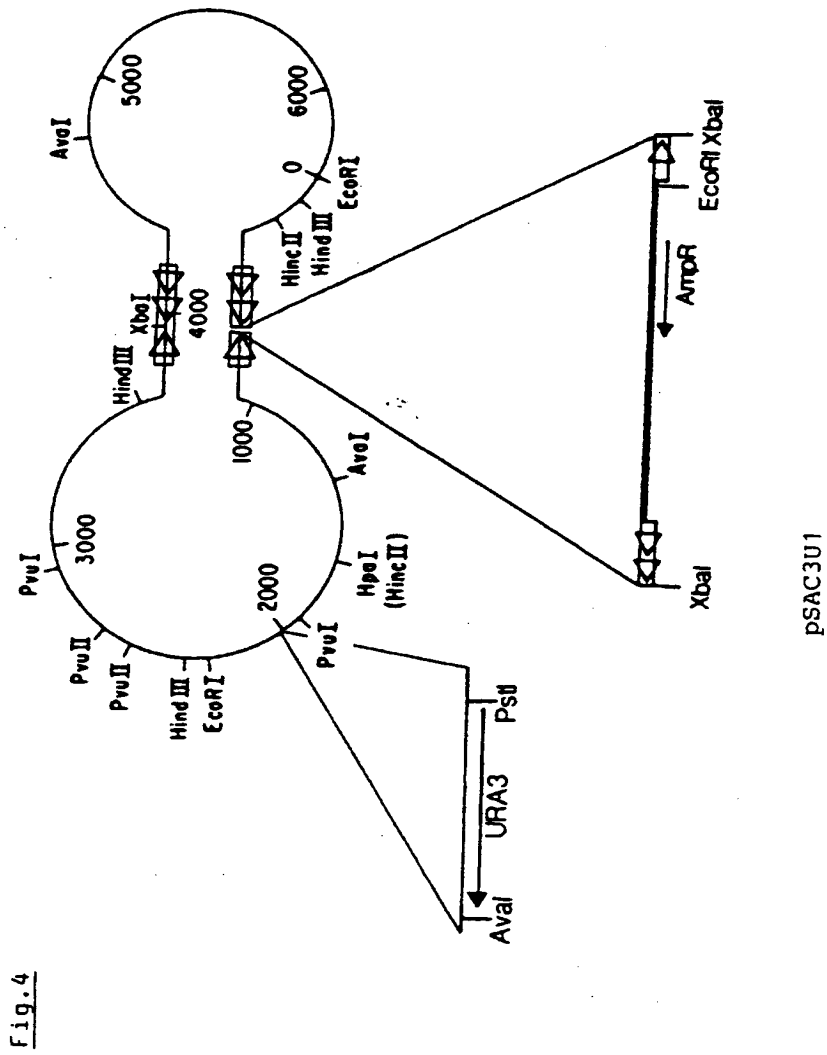 Fig.4
AvaI
5000
6000
0
EcoRI
HindIII
HincII
XbaI
4000
HindIII
1000
AvaI
HpaI
(HincII)
PvuI
2000
3000
PvuI
PvuII
PvuII
HindIII
EcoRI
AvaI
URA3
PstI
XbaI
AmpR
EcoRI XbaI
pSAC3U1